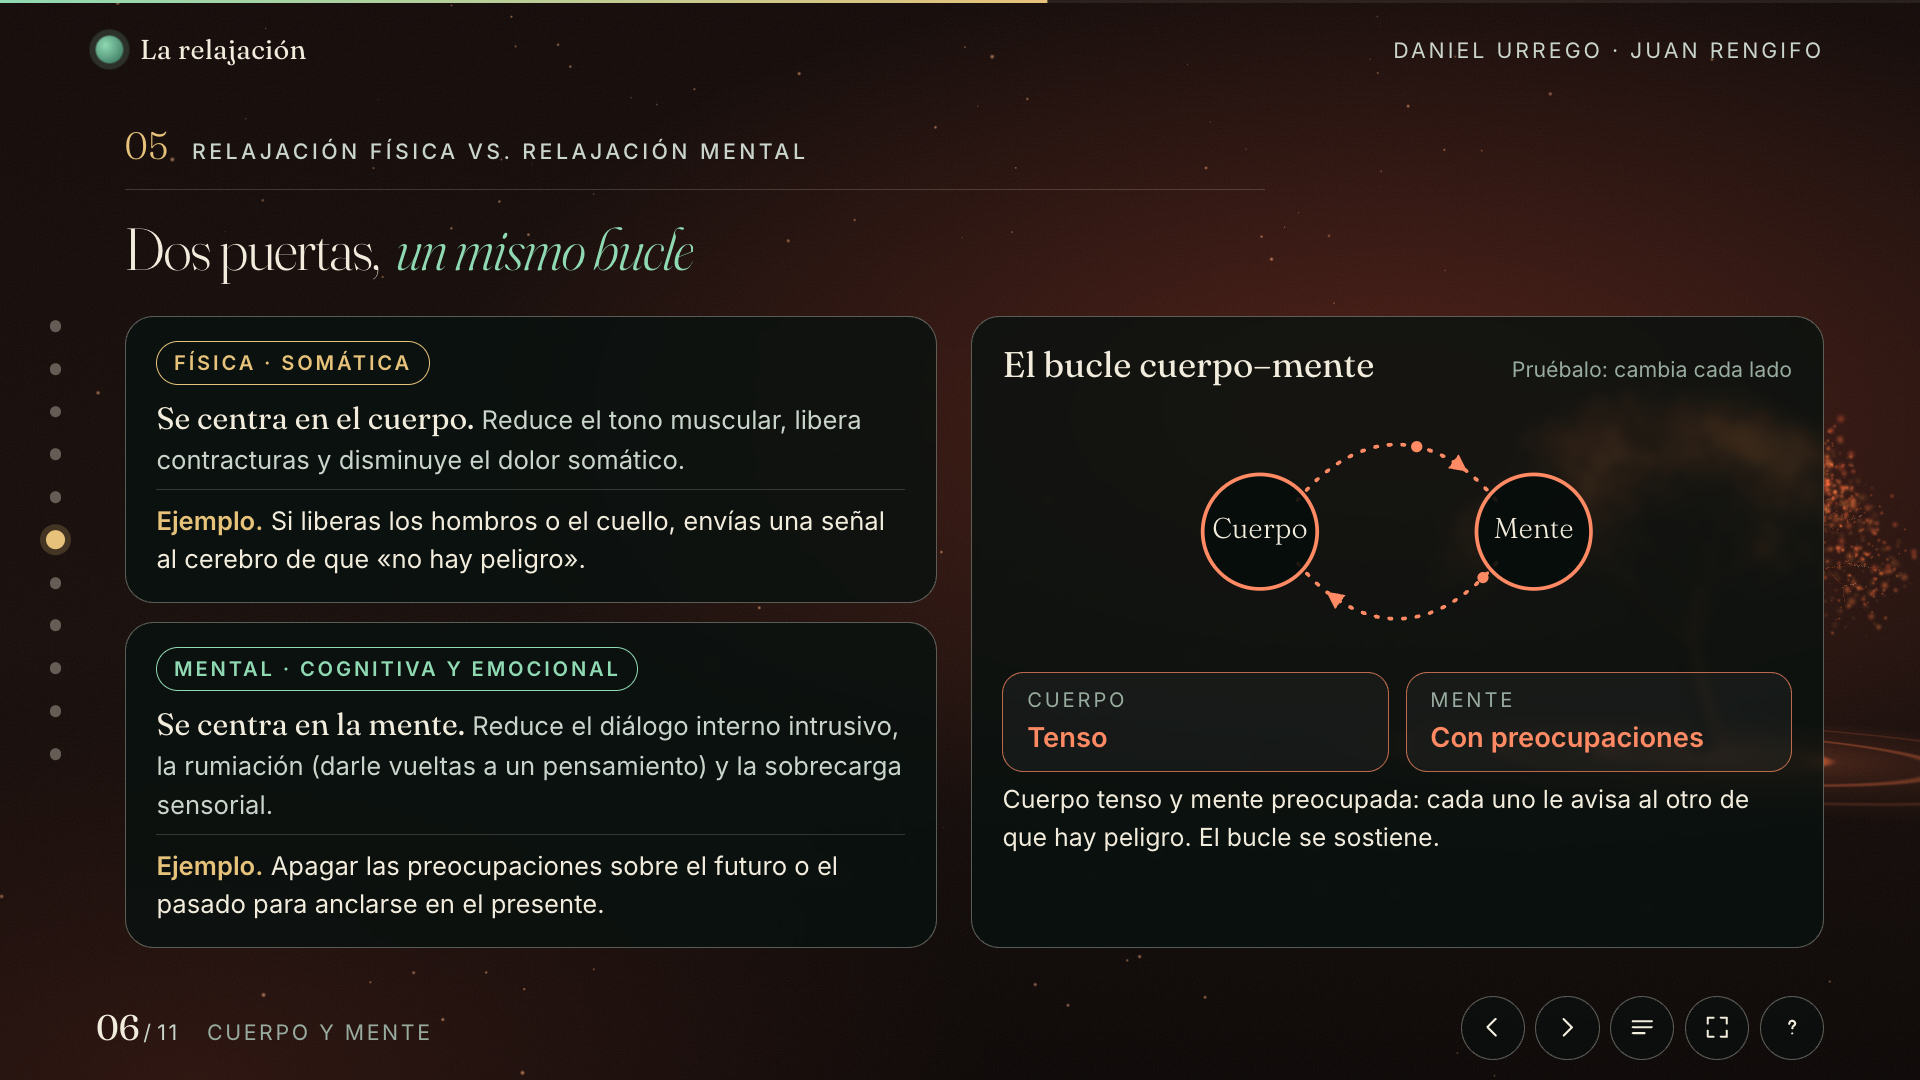 La relajación
DANIEL URREGO · JUAN RENGIFO
05. RELAJACIÓN FÍSICA VS. RELAJACIÓN MENTAL
Dos puertas, un mismo bucle
FÍSICA · SOMÁTICA
Se centra en el cuerpo. Reduce el tono muscular, libera
contracturas y disminuye el dolor somático.
Ejemplo. Si liberas los hombros o el cuello, envías una señal
al cerebro de que «no hay peligro».
MENTAL · COGNITIVA Y EMOCIONAL
Se centra en la mente. Reduce el diálogo interno intrusivo,
la rumiación (darle vueltas a un pensamiento) y la sobrecarga
sensorial.
Ejemplo. Apagar las preocupaciones sobre el futuro o el
pasado para anclarse en el presente.
El bucle cuerpo–mente
Pruébalo: cambia cada lado
Cuerpo
Mente
CUERPO
Tenso
MENTE
Con preocupaciones
Cuerpo tenso y mente preocupada: cada uno le avisa al otro de
que hay peligro. El bucle se sostiene.
06 / 11 CUERPO Y MENTE
?